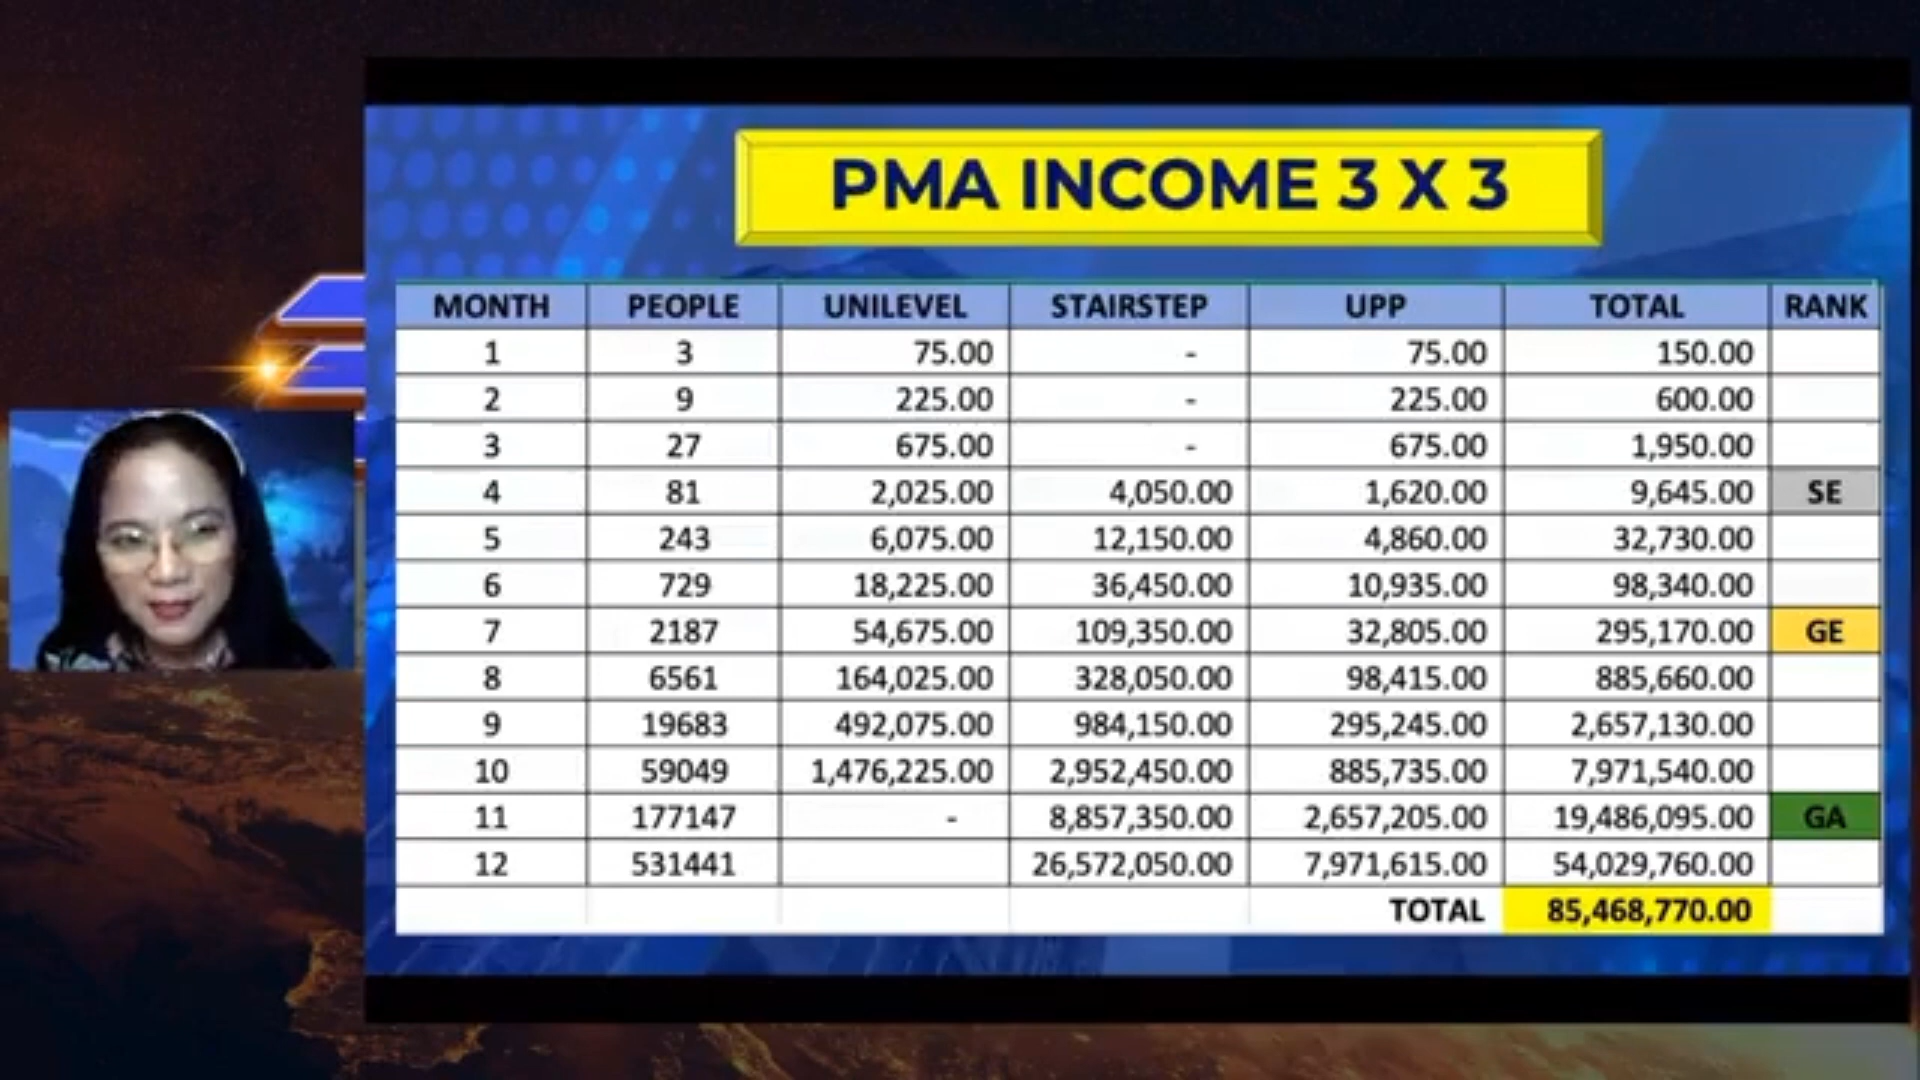 PMA INCOME 3 X 3
MONTH PEOPLE UNILEVEL STAIRSTEP UPP TOTAL RANK
1 3 75.00 - 75.00 150.00
2 9 225.00 - 225.00 600.00
3 27 675.00 - 675.00 1,950.00
4 81 2,025.00 4,050.00 1,620.00 9,645.00 SE
5 243 6,075.00 12,150.00 4,860.00 32,730.00
6 729 18,225.00 36,450.00 10,935.00 98,340.00
7 2187 54,675.00 109,350.00 32,805.00 295,170.00 GE
8 6561 164,025.00 328,050.00 98,415.00 885,660.00
9 19683 492,075.00 984,150.00 295,245.00 2,657,130.00
10 59049 1,476,225.00 2,952,450.00 885,735.00 7,971,540.00
11 177147 - 8,857,350.00 2,657,205.00 19,486,095.00 GA
12 531441 26,572,050.00 7,971,615.00 54,029,760.00
TOTAL 85,468,770.00